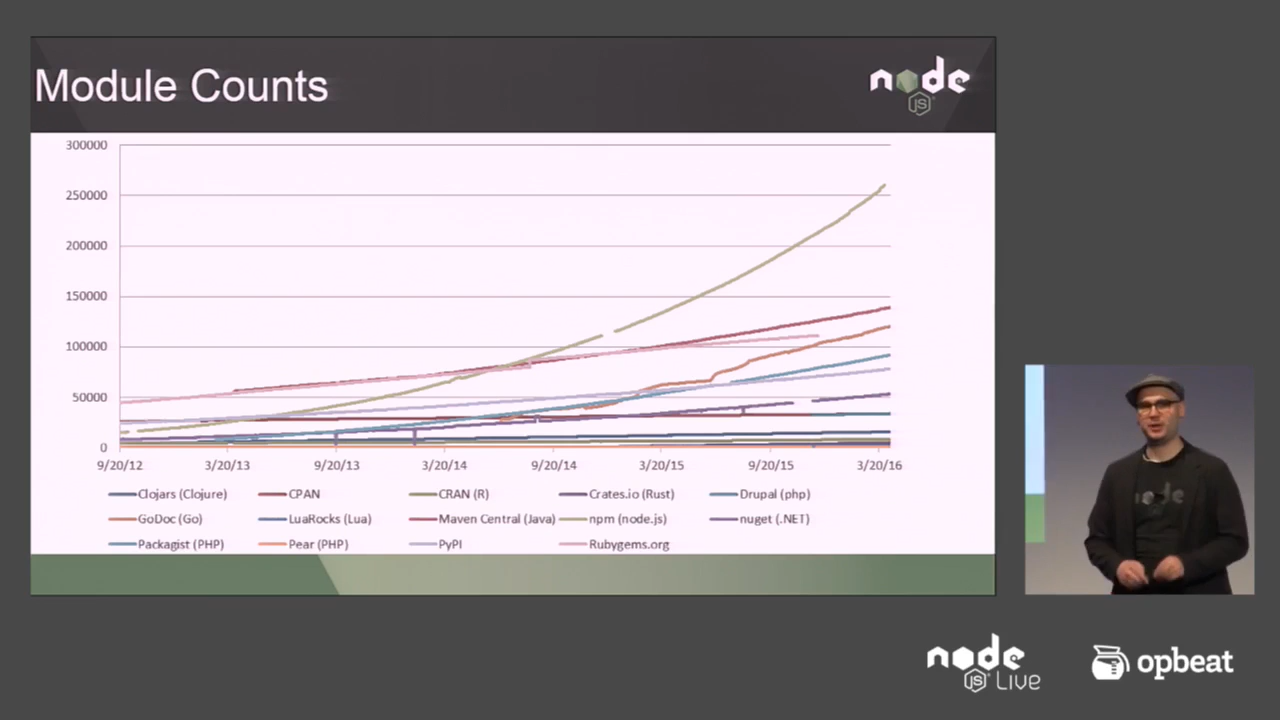 Module Counts
node
JS
300000
250000
200000
150000
100000
50000
0
9/20/12 3/20/13 9/20/13 3/20/14 9/20/14 3/20/15 9/20/15 3/20/16
Clojars (Clojure) CPAN CRAN (R) Crates.io (Rust) Drupal (php)
GoDoc (Go) LuaRocks (Lua) Maven Central (Java) npm (node.js) nuget (.NET)
Packagist (PHP) Pear (PHP) PyPI Rubygems.org
node
node
JS Live
opbeat